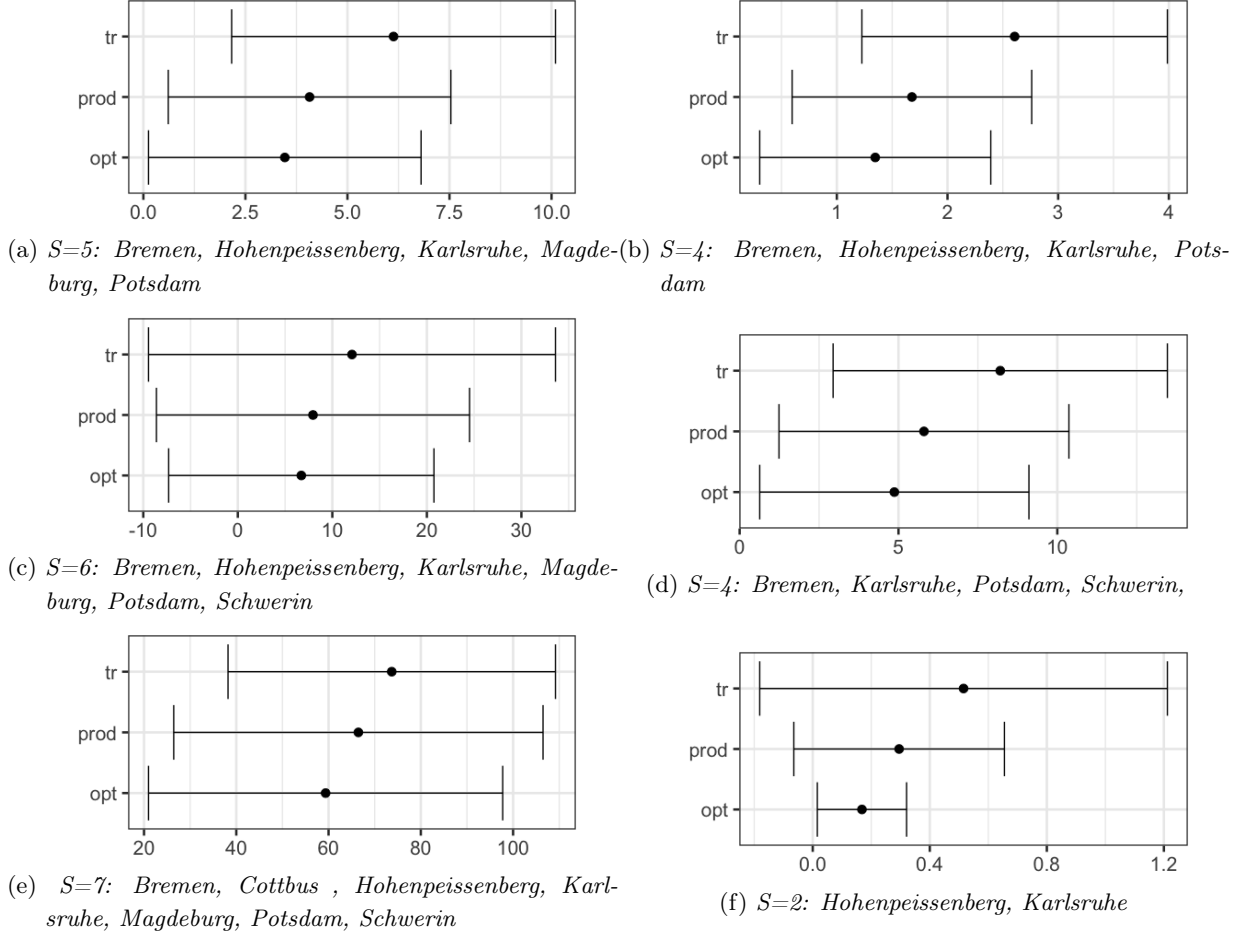 tr
prod
opt
0.0 2.5 5.0 7.5 10.0
(a) S=5: Bremen, Hohenpeissenberg, Karlsruhe, Magde-
burg, Potsdam
tr
prod
opt
1 2 3 4
(b) S=4: Bremen, Hohenpeissenberg, Karlsruhe, Pots-
dam
tr
prod
opt
-10 0 10 20 30
(c) S=6: Bremen, Hohenpeissenberg, Karlsruhe, Magde-
burg, Potsdam, Schwerin
tr
prod
opt
0 5 10
(d) S=4: Bremen, Karlsruhe, Potsdam, Schwerin,
tr
prod
opt
20 40 60 80 100
(e) S=7: Bremen, Cottbus , Hohenpeissenberg, Karl-
sruhe, Magdeburg, Potsdam, Schwerin
tr
prod
opt
0.0 0.4 0.8 1.2
(f) S=2: Hohenpeissenberg, Karlsruhe